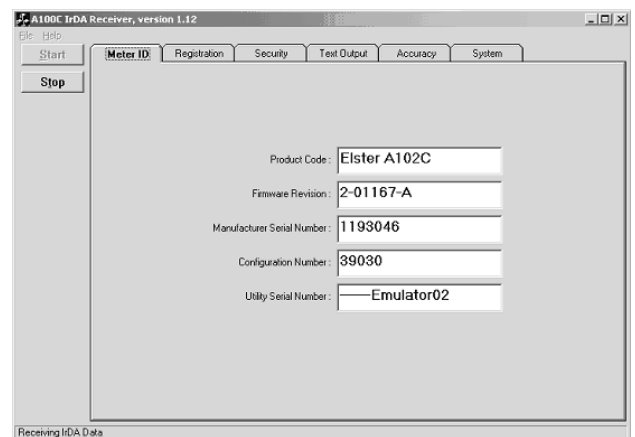 A100C IrDA Receiver, version 1.12
File Help
Start
Stop
Meter ID Registration Security Text Output Accuracy System
Product Code : Elster A102C
Firmware Revision : 2-01167-A
Manufacturer Serial Number : 1193046
Configuration Number : 39030
Utility Serial Number : ——Emulator02
Receiving IrDA Data